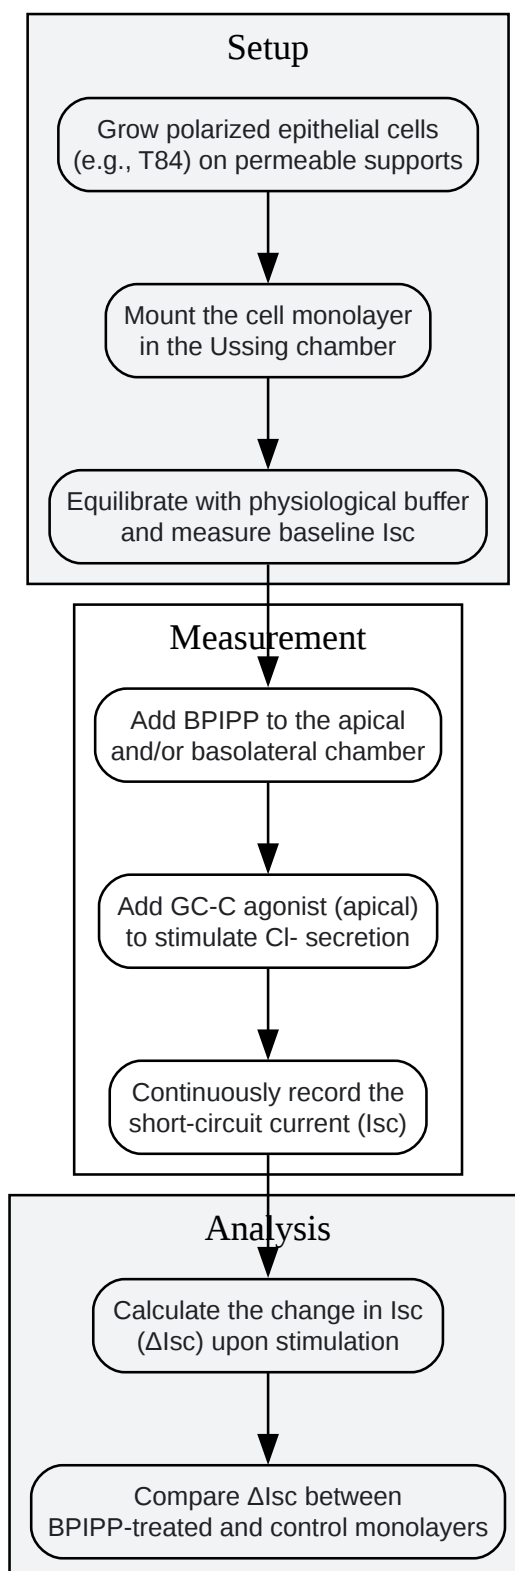 Setup
Grow polarized epithelial cells
(e.g., T84) on permeable supports
Mount the cell monolayer
in the Ussing chamber
Equilibrate with physiological buffer
and measure baseline Isc
Measurement
Add BPIPP to the apical
and/or basolateral chamber
Add GC-C agonist (apical)
to stimulate Cl- secretion
Continuously record the
short-circuit current (Isc)
Analysis
Calculate the change in Isc
(ΔIsc) upon stimulation
Compare ΔIsc between
BPIPP-treated and control monolayers